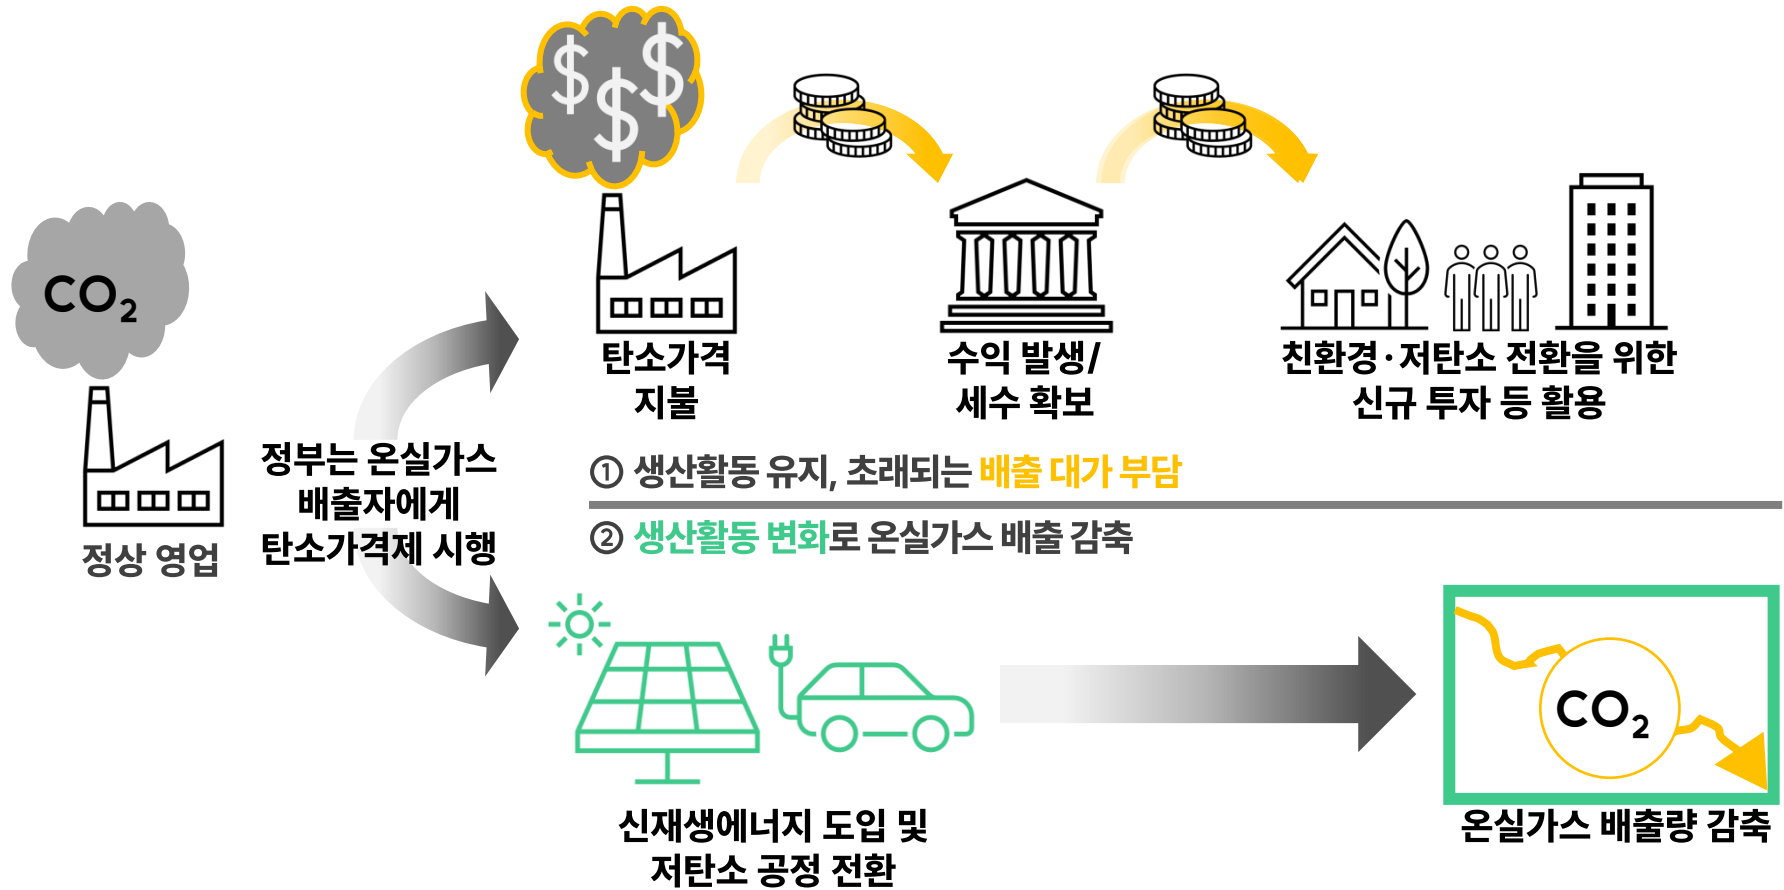 CO₂
정상 영업
정부는 온실가스
배출자에게
탄소가격제 시행
$ $ $
탄소가격
지불
수익 발생/
세수 확보
친환경·저탄소 전환을 위한
신규 투자 등 활용
① 생산활동 유지, 초래되는 배출 대가 부담
② 생산활동 변화로 온실가스 배출 감축
신재생에너지 도입 및
저탄소 공정 전환
CO₂
온실가스 배출량 감축